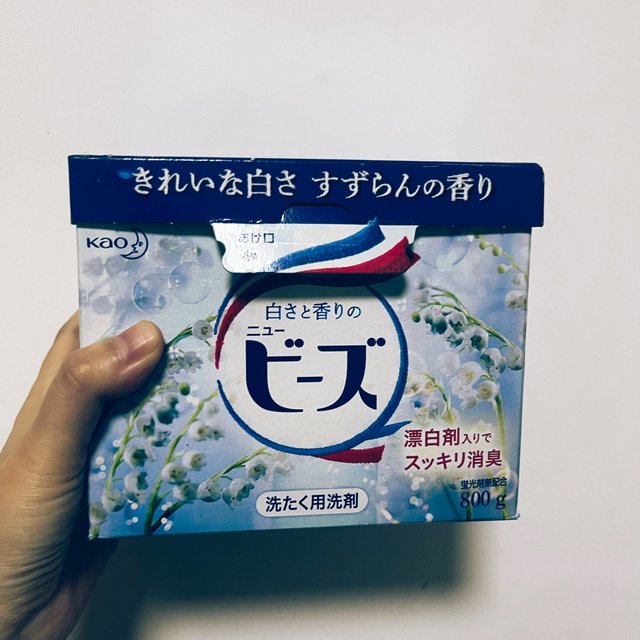 きれいな白さ すずらんの香り
Kao
あけ口
白さと香りの
ニュー
ビーズ
漂白剤入りで
スッキリ消臭
蛍光剤無配合
800 g
洗たく用洗剤